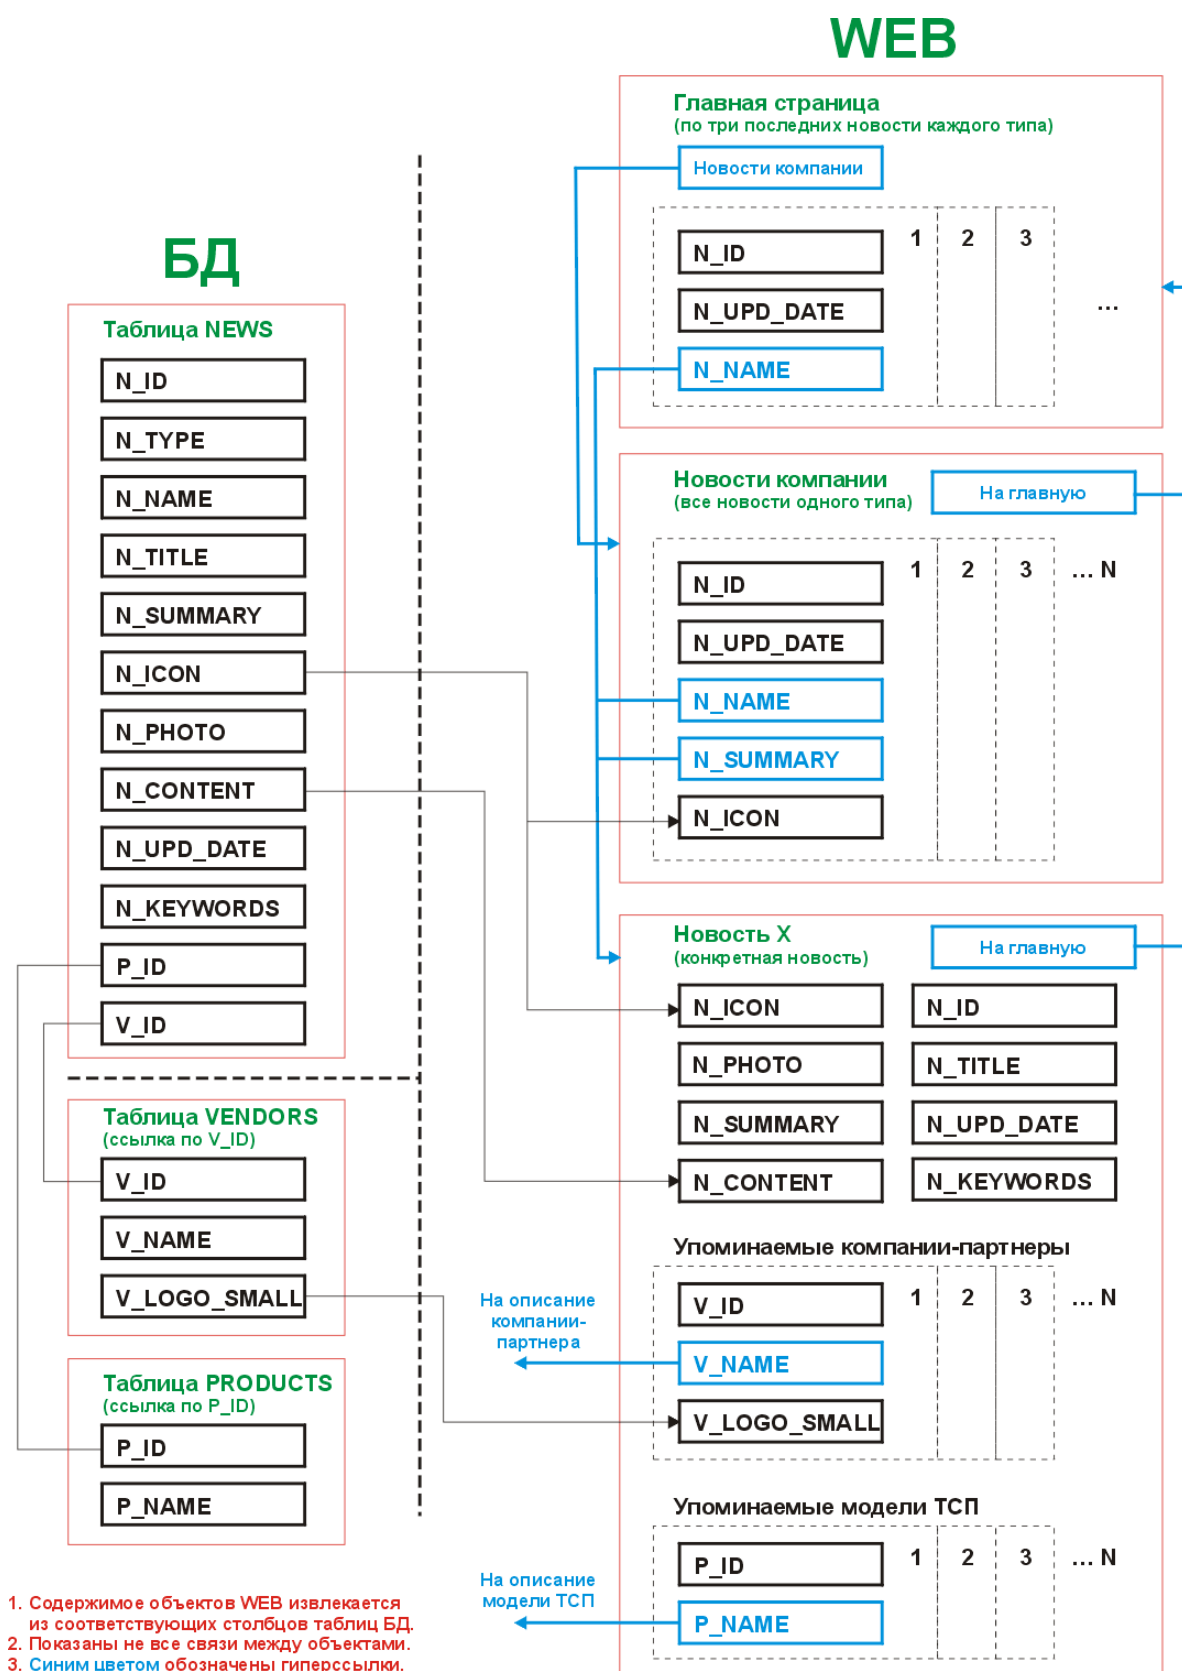 WEB
Главная страница
(по три последних новости каждого типа)
Новости компании
N_ID
1
2
3
N_UPD_DATE
...
N_NAME
Новости компании
(все новости одного типа)
На главную
N_ID
1
2
3
... N
N_UPD_DATE
N_NAME
N_SUMMARY
N_ICON
Новость X
(конкретная новость)
На главную
N_ICON
N_ID
N_PHOTO
N_TITLE
N_SUMMARY
N_UPD_DATE
N_CONTENT
N_KEYWORDS
Упоминаемые компании-партнеры
V_ID
1
2
3
... N
V_NAME
V_LOGO_SMALL
На описание
компании-
партнера
Упоминаемые модели ТСП
P_ID
1
2
3
... N
P_NAME
На описание
модели ТСП
БД
Таблица NEWS
N_ID
N_TYPE
N_NAME
N_TITLE
N_SUMMARY
N_ICON
N_PHOTO
N_CONTENT
N_UPD_DATE
N_KEYWORDS
P_ID
V_ID
Таблица VENDORS
(ссылка по V_ID)
V_ID
V_NAME
V_LOGO_SMALL
Таблица PRODUCTS
(ссылка по P_ID)
P_ID
P_NAME
1. Содержимое объектов WEB извлекается
из соответствующих столбцов таблиц БД.
2. Показаны не все связи между объектами.
3. Синим цветом обозначены гиперссылки.